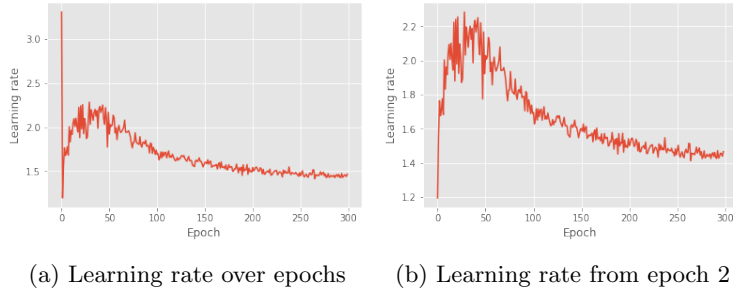 3.0
2.5
2.0
1.5
Learning rate
0 50 100 150 200 250 300
Epoch
2.2
2.0
1.8
1.6
1.4
1.2
Learning rate
0 50 100 150 200 250 300
Epoch
(a) Learning rate over epochs
(b) Learning rate from epoch 2